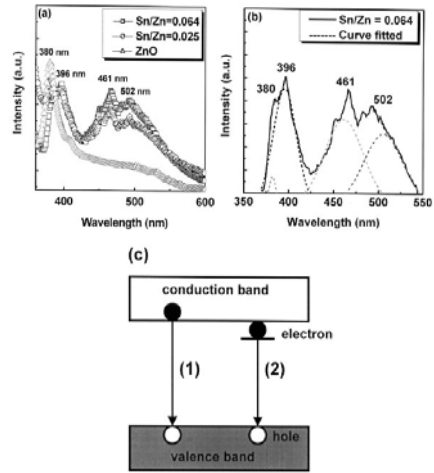 (a)
Sn/Zn=0.064
Sn/Zn=0.025
ZnO
380 nm
396 nm
461 nm
502 nm
Intensity (a.u.)
400
500
600
Wavelength (nm)
(b)
Sn/Zn = 0.064
Curve fitted
380
396
461
502
Intensity (a.u.)
350
400
450
500
550
Wavelength (nm)
(c)
conduction band
electron
(1)
(2)
hole
valence band